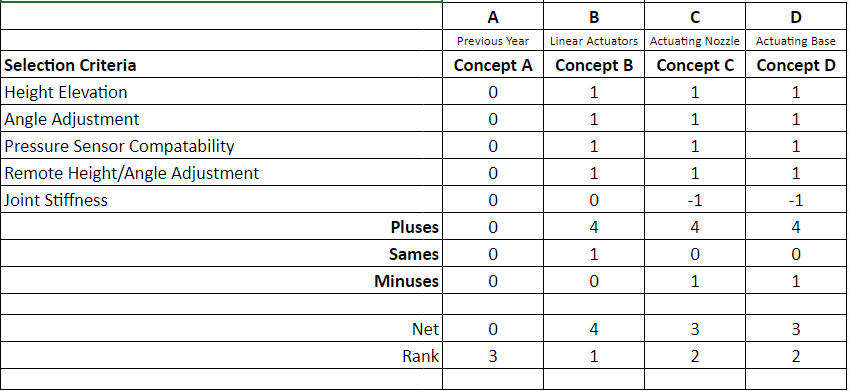 A B C D
Previous Year Linear Actuators Actuating Nozzle Actuating Base
Selection Criteria Concept A Concept B Concept C Concept D
Height Elevation 0 1 1 1
Angle Adjustment 0 1 1 1
Pressure Sensor Compatability 0 1 1 1
Remote Height/Angle Adjustment 0 1 1 1
Joint Stiffness 0 0 -1 -1
Pluses 0 4 4 4
Sames 0 1 0 0
Minuses 0 0 1 1
Net 0 4 3 3
Rank 3 1 2 2